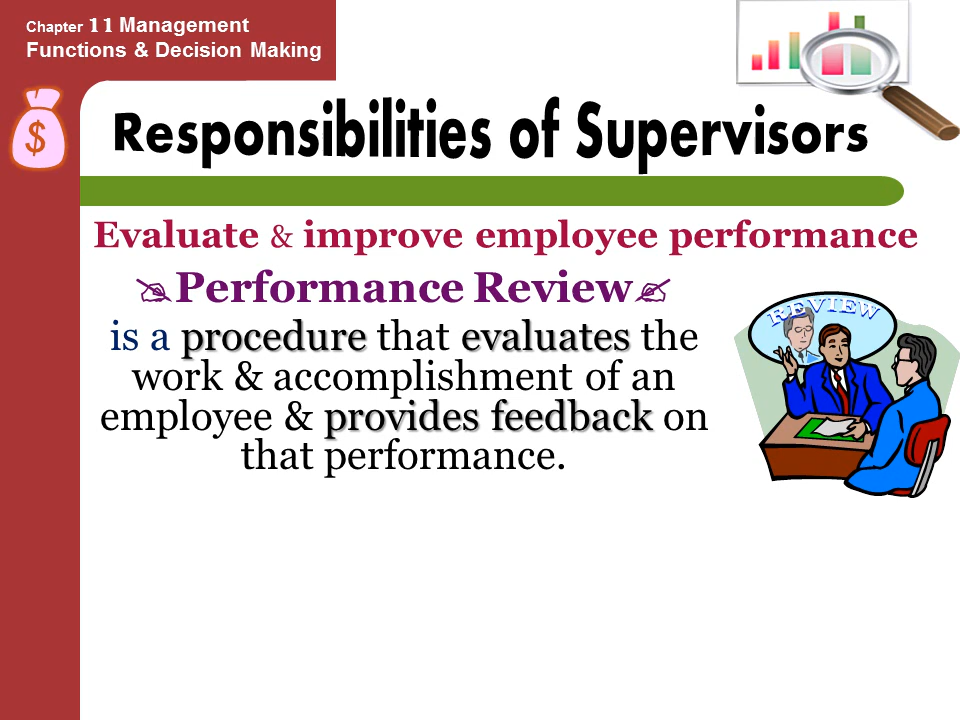 Chapter 11 Management
Functions & Decision Making
$
Responsibilities of Supervisors
Evaluate & improve employee performance
Performance Review
REVIEW
is a procedure that evaluates the
work & accomplishment of an
employee & provides feedback on
that performance.